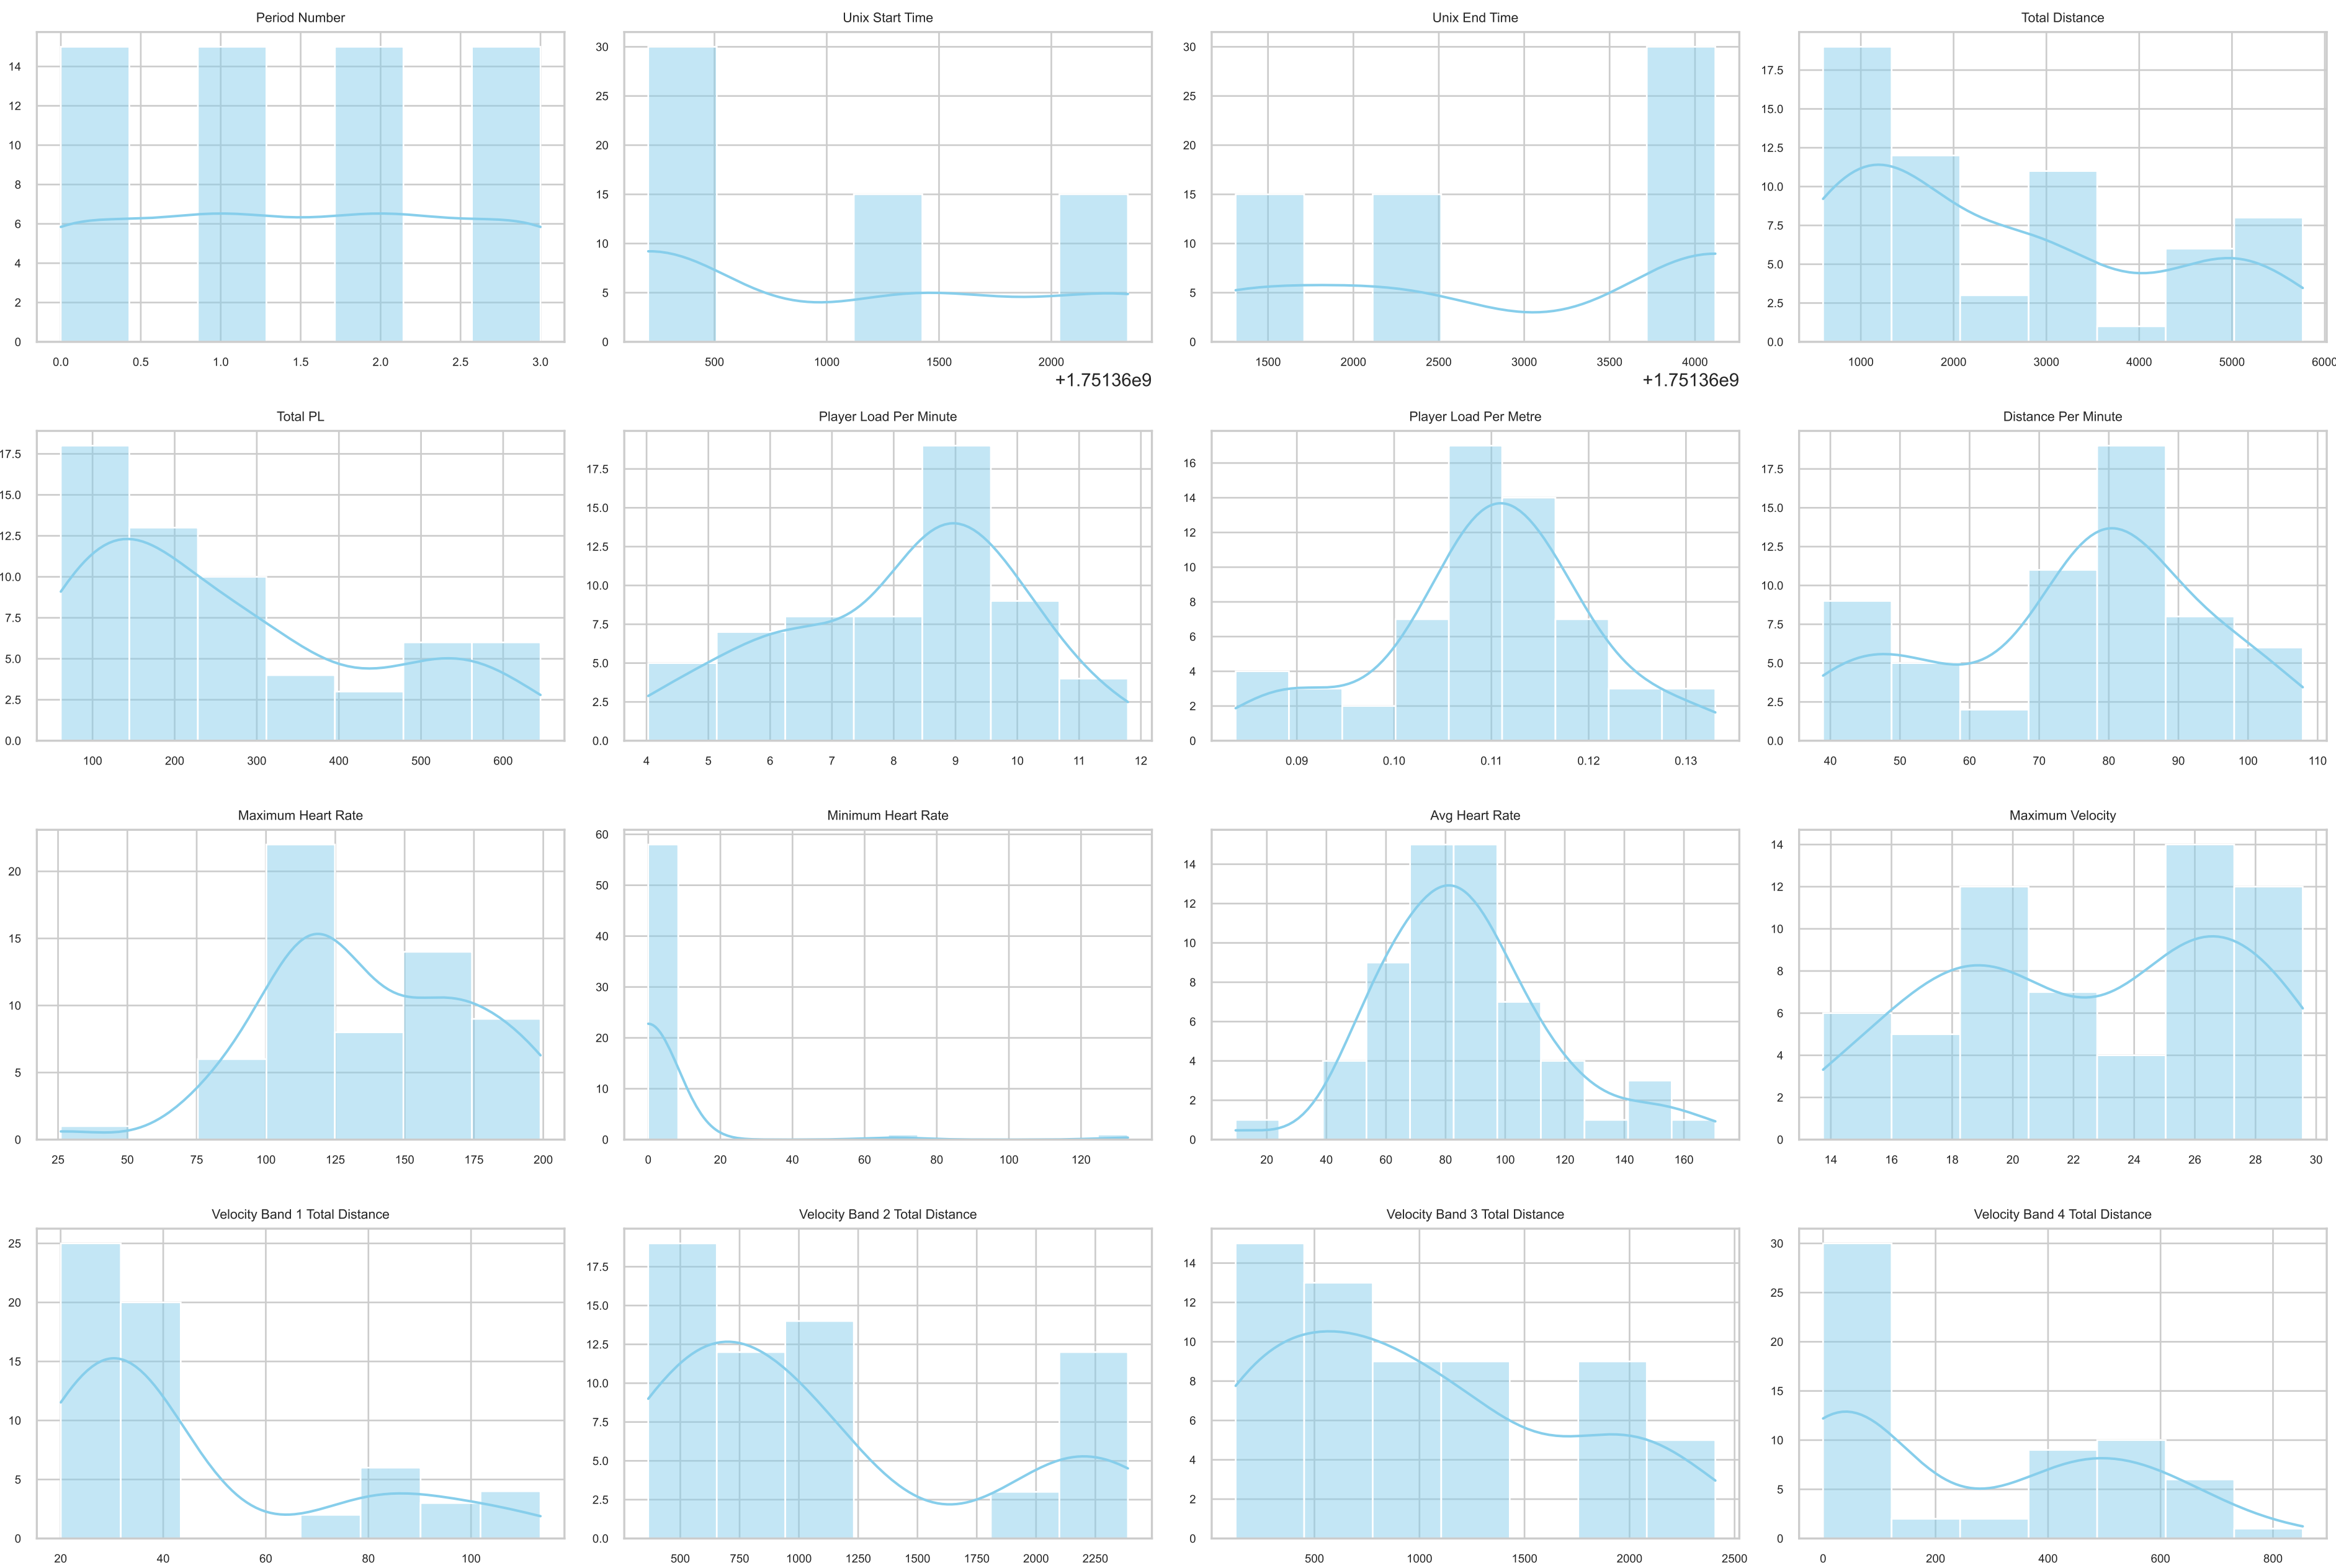 Period Number Unix Start Time Unix End Time Total Distance
14 12 10 8 6 4 2 0
0.0 0.5 1.0 1.5 2.0 2.5 3.0
30 25 20 15 10 5 0
500 1000 1500 2000
+1.75136e9
30 25 20 15 10 5 0
1500 2000 2500 3000 3500 4000
+1.75136e9
17.5 15.0 12.5 10.0 7.5 5.0 2.5 0.0
1000 2000 3000 4000 5000 6000
Total PL Player Load Per Minute Player Load Per Metre Distance Per Minute
17.5 15.0 12.5 10.0 7.5 5.0 2.5 0.0
100 200 300 400 500 600
17.5 15.0 12.5 10.0 7.5 5.0 2.5 0.0
4 5 6 7 8 9 10 11 12
16 14 12 10 8 6 4 2 0
0.09 0.10 0.11 0.12 0.13
17.5 15.0 12.5 10.0 7.5 5.0 2.5 0.0
40 50 60 70 80 90 100 110
Maximum Heart Rate Minimum Heart Rate Avg Heart Rate Maximum Velocity
20 15 10 5 0
25 50 75 100 125 150 175 200
60 50 40 30 20 10 0
0 20 40 60 80 100 120
14 12 10 8 6 4 2 0
20 40 60 80 100 120 140 160
14 12 10 8 6 4 2 0
14 16 18 20 22 24 26 28 30
Velocity Band 1 Total Distance Velocity Band 2 Total Distance Velocity Band 3 Total Distance Velocity Band 4 Total Distance
25 20 15 10 5 0
20 40 60 80 100
17.5 15.0 12.5 10.0 7.5 5.0 2.5 0.0
500 750 1000 1250 1500 1750 2000 2250
14 12 10 8 6 4 2 0
500 1000 1500 2000 2500
30 25 20 15 10 5 0
0 200 400 600 800